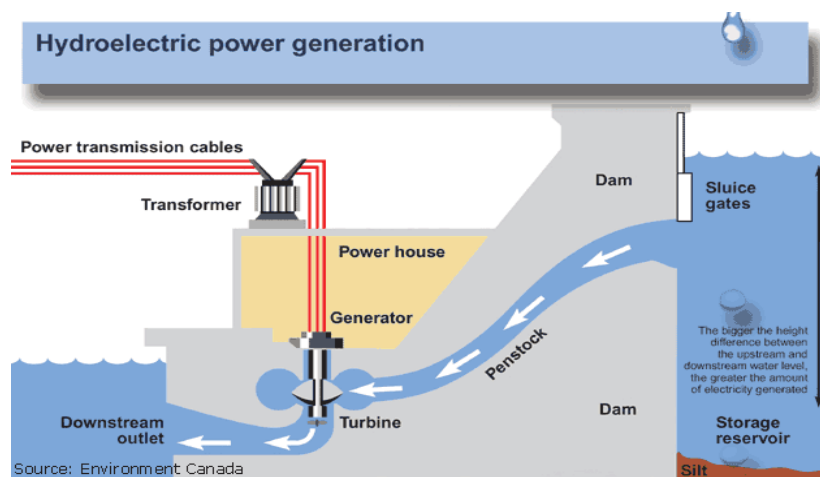 Hydroelectric power generation
Power transmission cables
Transformer
Dam
Sluice
gates
Power house
Generator
The bigger the height
difference between
the upstream and
downstream water level,
the greater the amount
of electricity generated
Penstock
Downstream
outlet
Turbine
Dam
Storage
reservoir
Silt
Source: Environment Canada